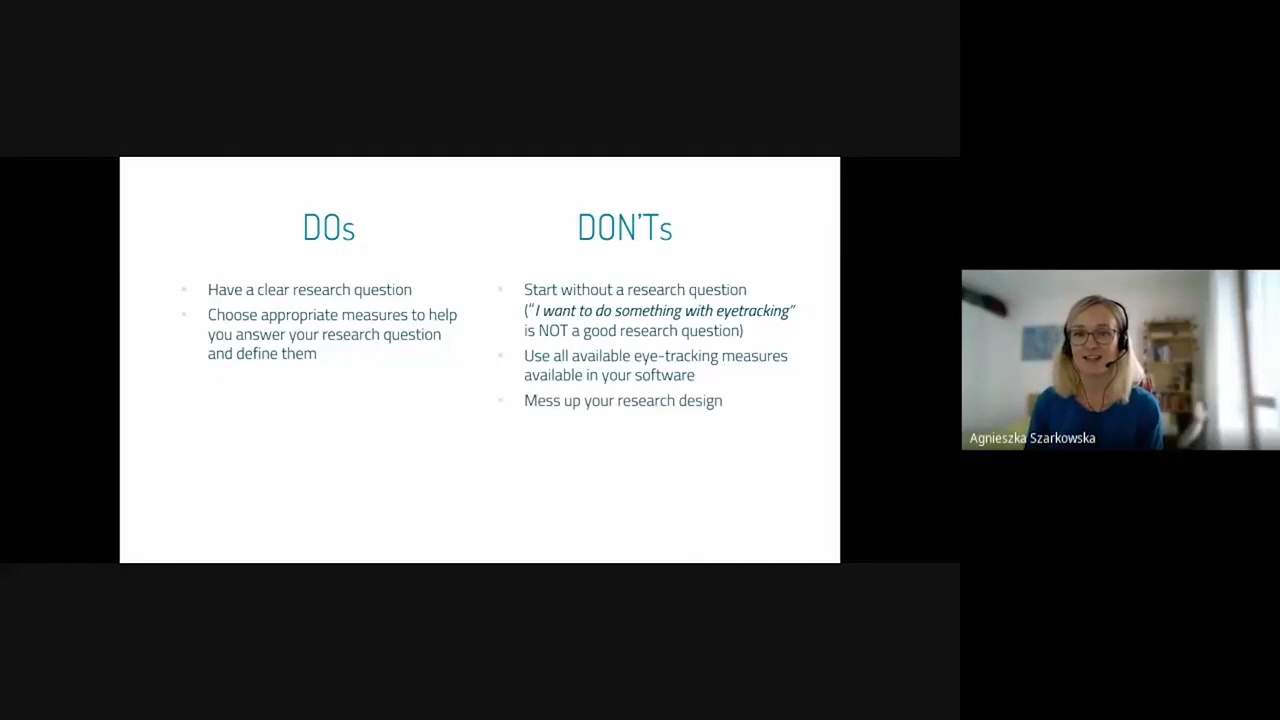 DOs
Have a clear research question
Choose appropriate measures to help
you answer your research question
and define them
DON'Ts
Start without a research question
("I want to do something with eyetracking"
is NOT a good research question)
Use all available eye-tracking measures
available in your software
Mess up your research design
Agnieszka Szarkowska